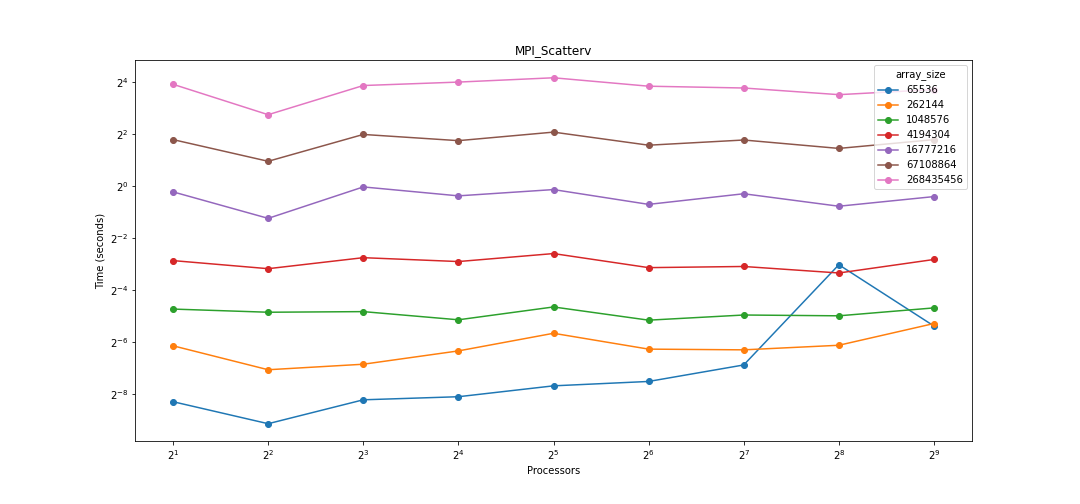 MPI_Scatterv
array_size
65536
262144
1048576
4194304
16777216
67108864
268435456
Time (seconds)
2^4
2^2
2^0
2^-2
2^-4
2^-6
2^-8
2^1 2^2 2^3 2^4 2^5 2^6 2^7 2^8 2^9
Processors